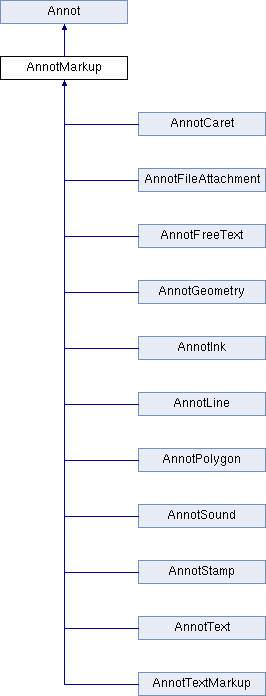 Annot
AnnotMarkup
AnnotCaret
AnnotFileAttachment
AnnotFreeText
AnnotGeometry
AnnotInk
AnnotLine
AnnotPolygon
AnnotSound
AnnotStamp
AnnotText
AnnotTextMarkup